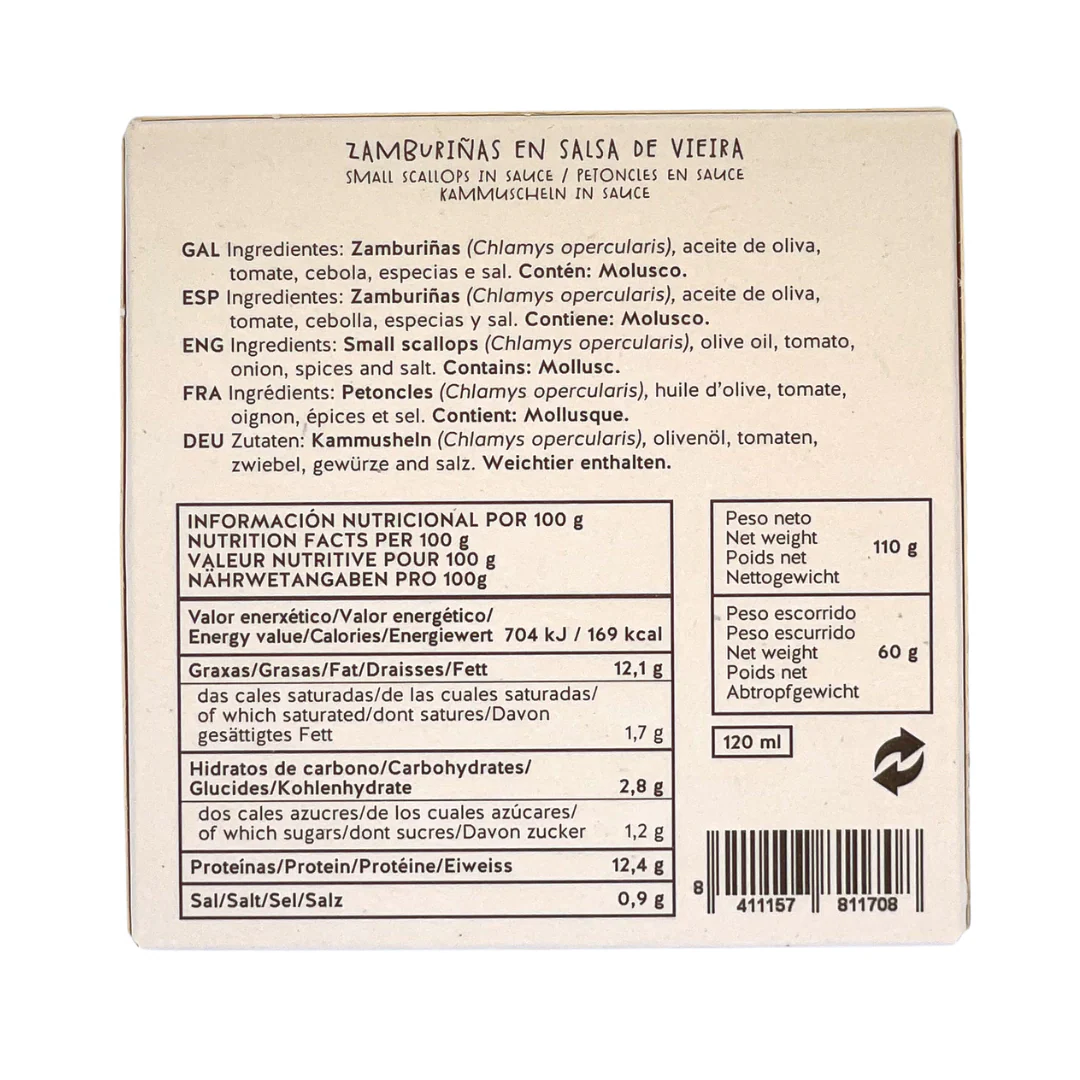 ZAMBURIÑAS EN SALSA DE VIEIRA
SMALL SCALLOPS IN SAUCE / PETONCLES EN SAUCE
KAMMUSCHELN IN SAUCE
GAL Ingredientes: Zamburiñas (Chlamys opercularis), aceite de oliva,
tomate, cebola, especias e sal. Contén: Molusco.
ESP Ingredientes: Zamburiñas (Chlamys opercularis), aceite de oliva,
tomate, cebolla, especias y sal. Contiene: Molusco.
ENG Ingredients: Small scallops (Chlamys opercularis), olive oil, tomato,
onion, spices and salt. Contains: Mollusc.
FRA Ingrédients: Petoncles (Chlamys opercularis), huile d'olive, tomate,
oignon, épices et sel. Contient: Mollusque.
DEU Zutaten: Kammusheln (Chlamys opercularis), olivenöl, tomaten,
zwiebel, gewürze and salz. Weichtier enthalten.
INFORMACIÓN NUTRICIONAL POR 100 g
NUTRITION FACTS PER 100 g
VALEUR NUTRITIVE POUR 100 g
NÄHRWETANGABEN PRO 100g
Valor enerxético/Valor energético/
Energy value/Calories/Energiewert 704 kJ / 169 kcal
Graxas/Grasas/Fat/Draisses/Fett 12,1 g
das cales saturadas/de las cuales saturadas/
of which saturated/dont satures/Davon
gesättigtes Fett 1,7 g
Hidratos de carbono/Carbohydrates/
Glucides/Kohlenhydrate 2,8 g
dos cales azucres/de los cuales azúcares/
of which sugars/dont sucres/Davon zucker 1,2 g
Proteínas/Protein/Protéine/Eiweiss 12,4 g
Sal/Salt/Sel/Salz 0,9 g
Peso neto
Net weight
Poids net
Nettogewicht
110 g
Peso escorrido
Peso escurrido
Net weight
Poids net
Abtropfgewicht
60 g
120 ml
8 411157 811708